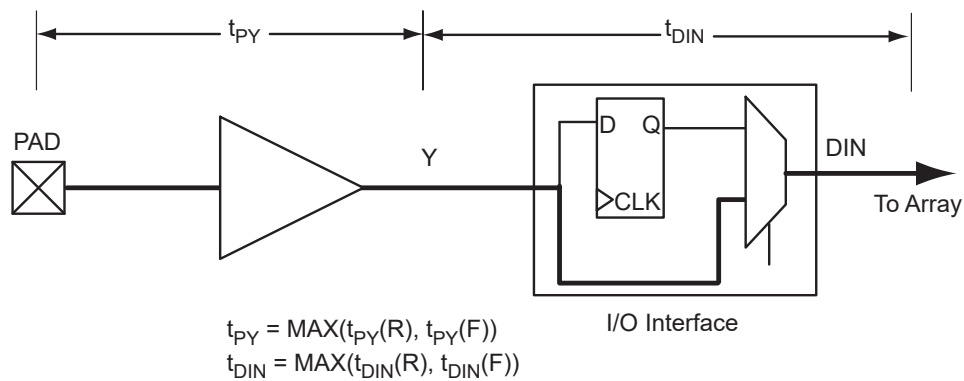 tPY
tDIN
PAD
Y
D
Q
CLK
DIN
To Array
I/O Interface
tPY = MAX(tPY(R), tPY(F))
tDIN = MAX(tDIN(R), tDIN(F))